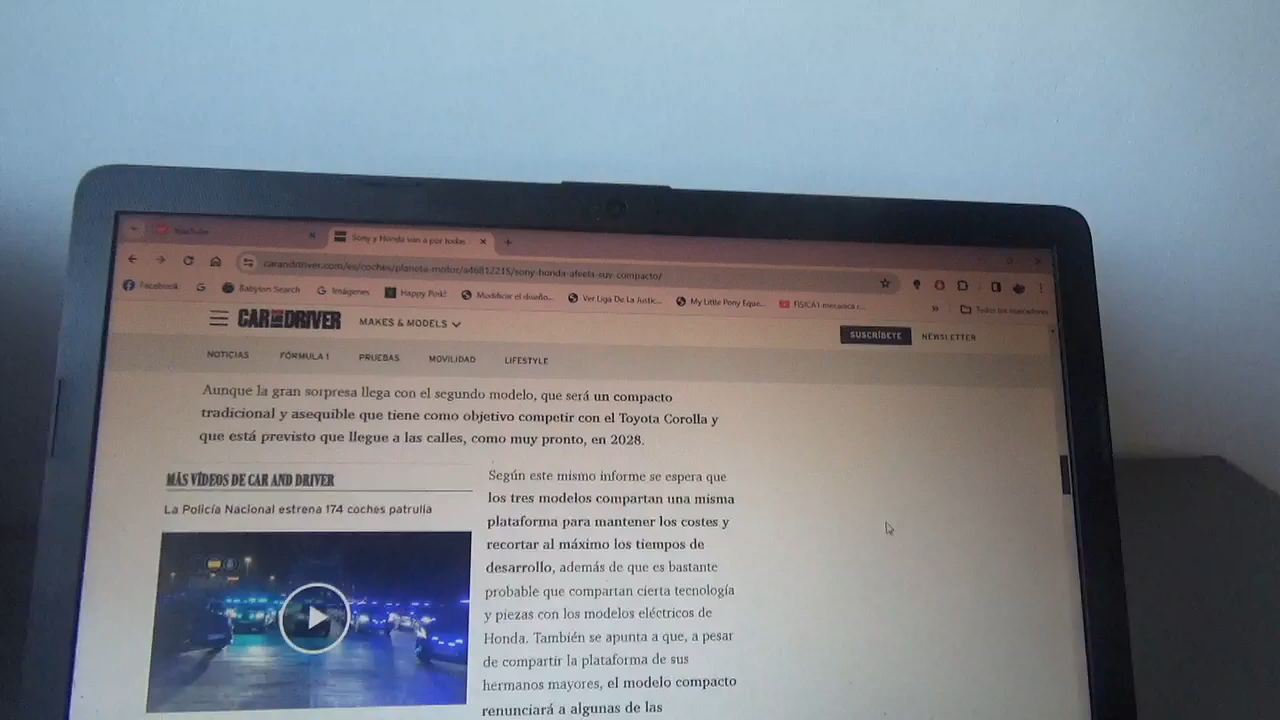 YouTube
Sony y Honda van a por todas
carandriver.com/es/coches/planeta-motor/a46812215/sony-honda-afeela-suv-compacto/
Facebook
Babylon Search
Imágenes
Happy Poki!
Modificar el diseño...
Ver Liga De La Justic...
My Little Pony Eque...
FISICA1 mecanica c...
Todos los marcadores
CAR AND DRIVER
MAKES & MODELS
SUSCRÍBETE
NEWSLETTER
NOTICIAS
FÓRMULA 1
PRUEBAS
MOVILIDAD
LIFESTYLE
Aunque la gran sorpresa llega con el segundo modelo, que será un compacto
tradicional y asequible que tiene como objetivo competir con el Toyota Corolla y
que está previsto que llegue a las calles, como muy pronto, en 2028.
MÁS VÍDEOS DE CAR AND DRIVER
La Policía Nacional estrena 174 coches patrulla
Según este mismo informe se espera que
los tres modelos compartan una misma
plataforma para mantener los costes y
recortar al máximo los tiempos de
desarrollo, además de que es bastante
probable que compartan cierta tecnología
y piezas con los modelos eléctricos de
Honda. También se apunta a que, a pesar
de compartir la plataforma de sus
hermanos mayores, el modelo compacto
renunciará a algunas de las